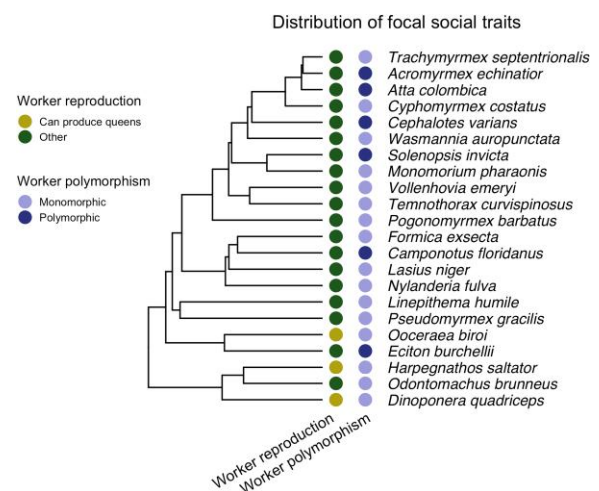 Distribution of focal social traits
Worker reproduction
Can produce queens
Other
Worker polymorphism
Monomorphic
Polymorphic
Trachymyrmex septentrionalis
Acromyrmex echinatior
Atta colombica
Cyphomyrmex costatus
Cephalotes varians
Wasmannia auropunctata
Solenopsis invicta
Monomorium pharaonis
Vollenhovia emeryi
Temnothorax curvispinosus
Pogonomyrmex barbatus
Formica exsecta
Camponotus floridanus
Lasius niger
Nylanderia fulva
Linepithema humile
Pseudomyrmex gracilis
Ooceraea biroi
Eciton burchellii
Harpegnathos saltator
Odontomachus brunneus
Dinoponera quadriceps
Worker reproduction
Worker polymorphism